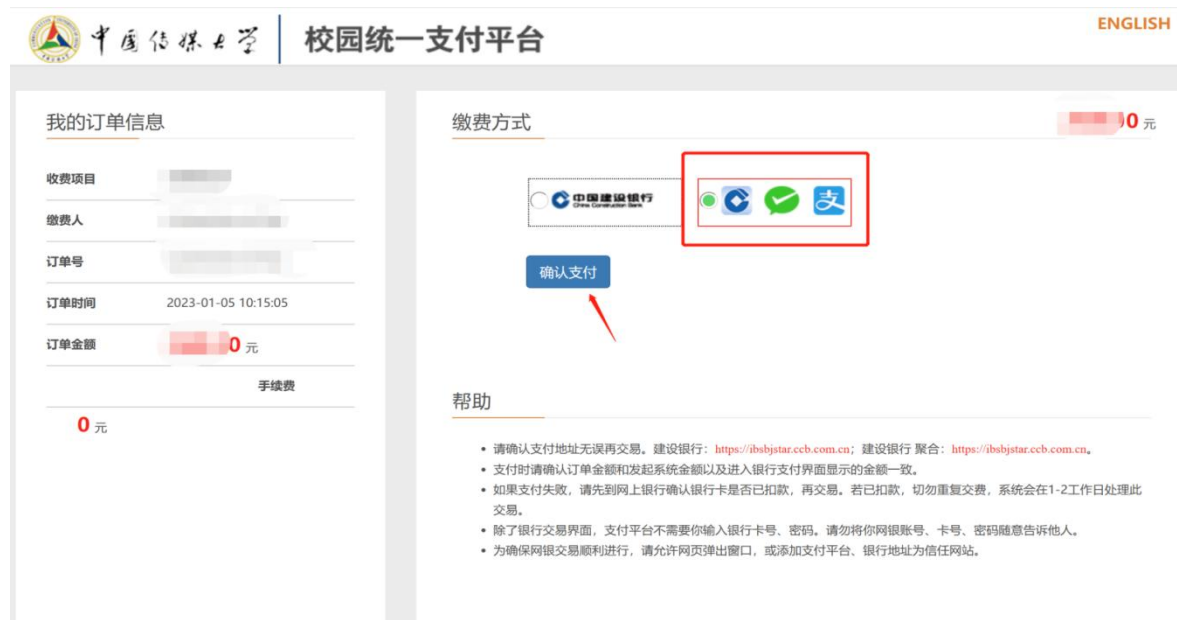 中国传媒大学
校园统一支付平台
ENGLISH
我的订单信息
收费项目
缴费人
订单号
订单时间 2023-01-05 10:15:05
订单金额 0 元
手续费
0 元
缴费方式
0 元
中国建设银行
China Construction Bank
支
确认支付
帮助
• 请确认支付地址无误再交易。建设银行：https://ibsbjstar.ccb.com.cn；建设银行 聚合：https://ibsbjstar.ccb.com.cn。
• 支付时请确认订单金额和发起系统金额以及进入银行支付界面显示的金额一致。
• 如果支付失败，请先到网上银行确认银行卡是否已扣款，再交易。若已扣款，切勿重复交费，系统会在1-2工作日处理此
交易。
• 除了银行交易界面，支付平台不需要你输入银行卡号、密码。请勿将你网银账号、卡号、密码随意告诉他人。
• 为确保网银交易顺利进行，请允许网页弹出窗口，或添加支付平台、银行地址为信任网站。